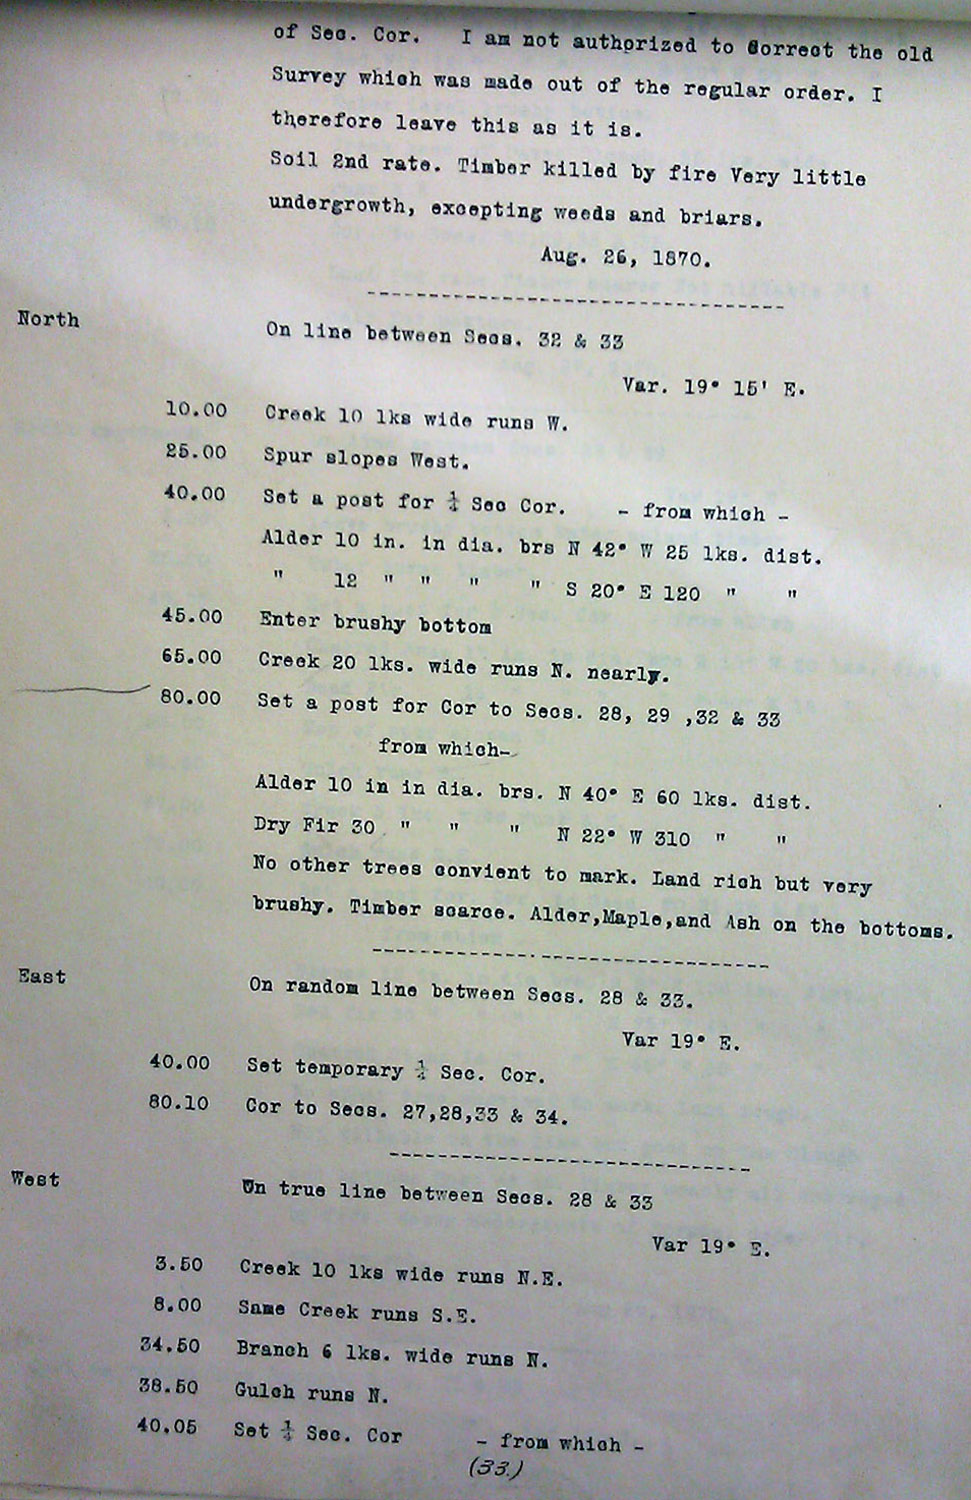 of Sec. Cor. I am not authorized to Correct the old
Survey which was made out of the regular order. I
therefore leave this as it is.
Soil 2nd rate. Timber killed by fire Very little
undergrowth, excepting weeds and briars.
Aug. 26, 1870.
North On line between Secs. 32 & 33
Var. 19° 15' E.
10.00 Creek 10 lks wide runs W.
25.00 Spur slopes West.
40.00 Set a post for ¼ Sec Cor. - from which -
Alder 10 in. in dia. brs N 42° W 25 lks. dist.
" 12 " " " " S 20° E 120 " "
45.00 Enter brushy bottom
65.00 Creek 20 lks. wide runs N. nearly.
80.00 Set a post for Cor to Secs. 28, 29 ,32 & 33
from which-
Alder 10 in in dia. brs. N 40° E 60 lks. dist.
Dry Fir 30 " " " N 22° W 310 " "
No other trees convient to mark. Land rich but very
brushy. Timber scarce. Alder,Maple,and Ash on the bottoms.
East On random line between Secs. 28 & 33.
Var 19° E.
40.00 Set temporary ¼ Sec. Cor.
80.10 Cor to Secs. 27,28,33 & 34.
West On true line between Secs. 28 & 33
Var 19° E.
3.50 Creek 10 lks wide runs N.E.
8.00 Same Creek runs S.E.
34.50 Branch 6 lks. wide runs N.
38.50 Gulch runs N.
40.05 Set ¼ Sec. Cor - from which -
(33.)